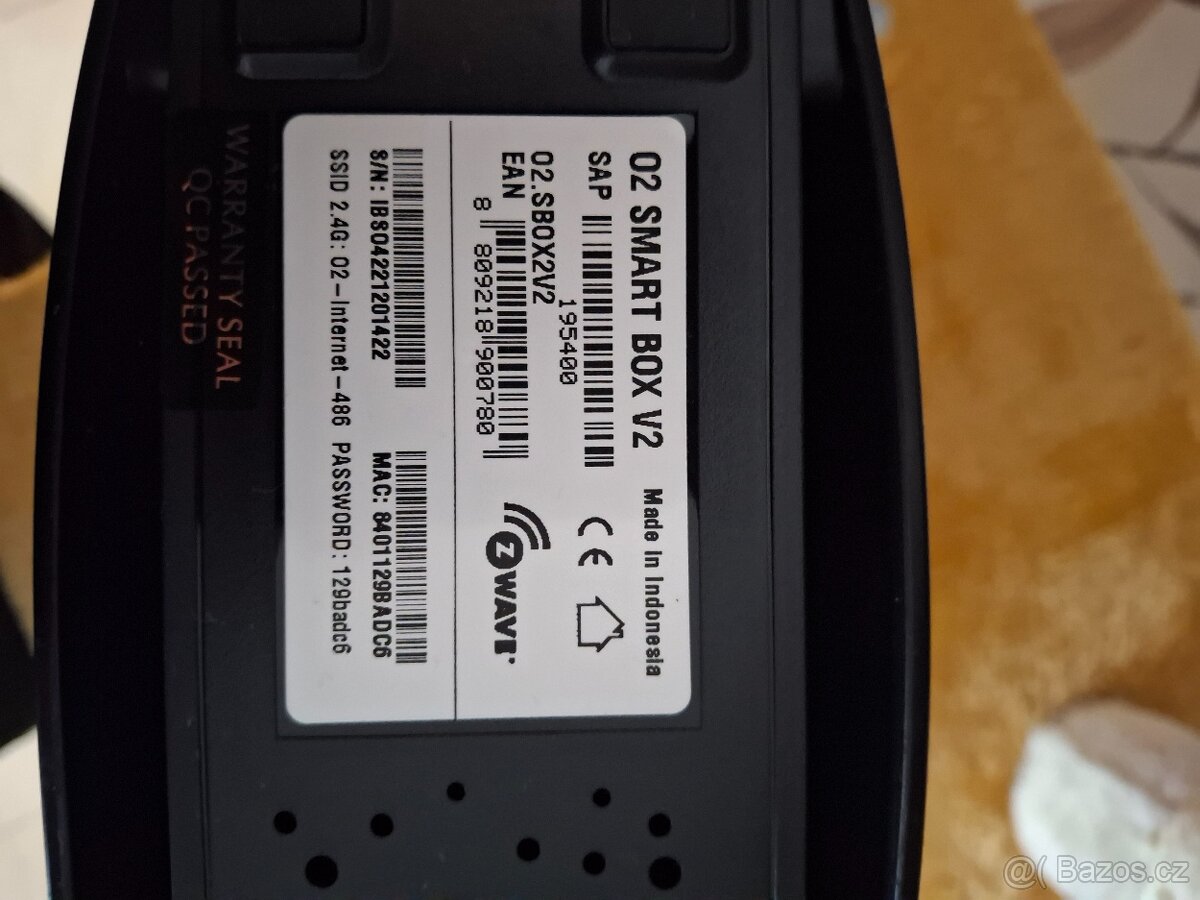 O2 SMART BOX V2 Made In Indonesia
SAP
195400
CE
O2.SBOX2V2
EAN
8 809218 900780
Z WAVE
S/N: IBS04221201422 MAC: 8401129BADC6
SSID 2.4G: O2-Internet-486 PASSWORD: 129badc6
WARRANTY SEAL
QC PASSED
@( Bazos.cz